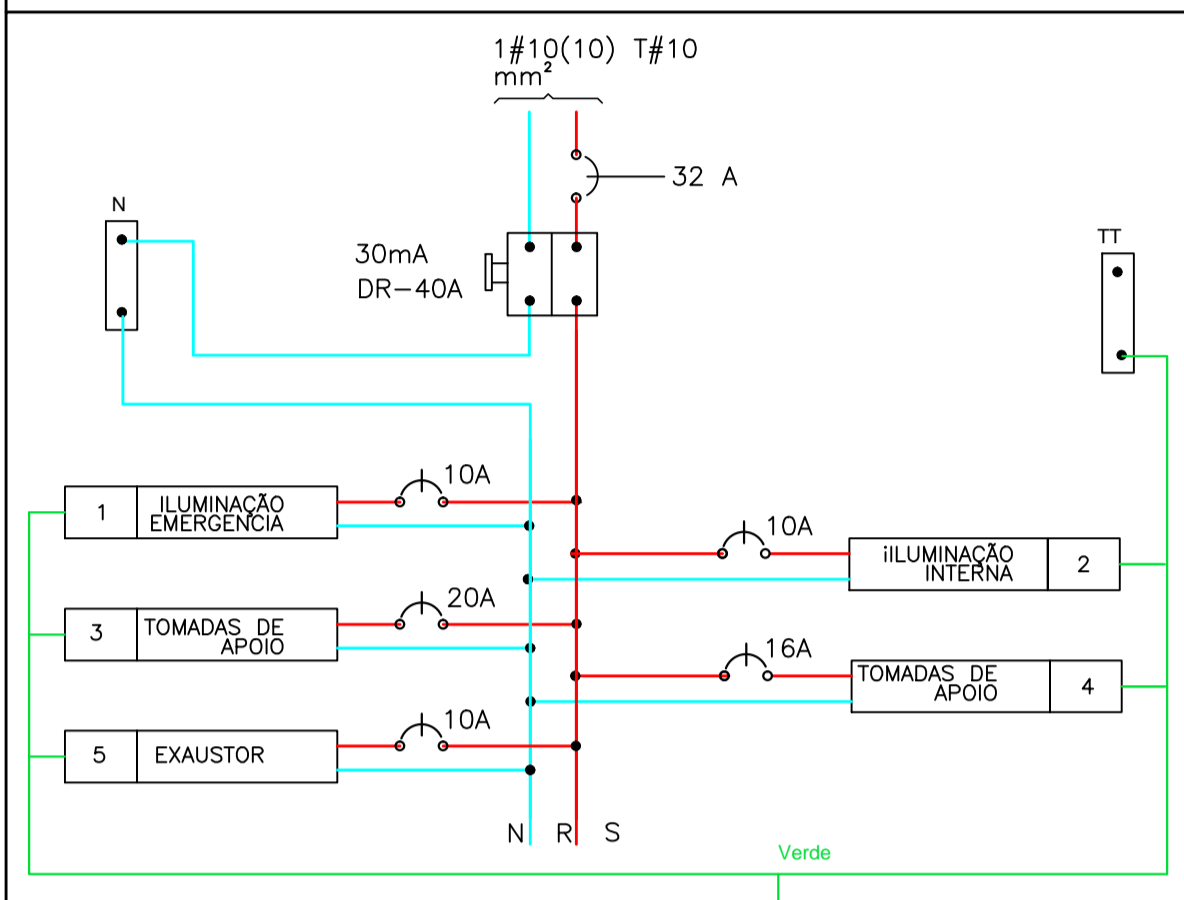 1#10(10) T#10
mm²
32 A
N
30mA
DR-40A
TT
1
ILUMINAÇÃO
EMERGENCIA
10A
10A
iILUMINAÇÃO
INTERNA
2
3
TOMADAS DE
APOIO
20A
16A
TOMADAS DE
APOIO
4
5
EXAUSTOR
10A
N R S
Verde